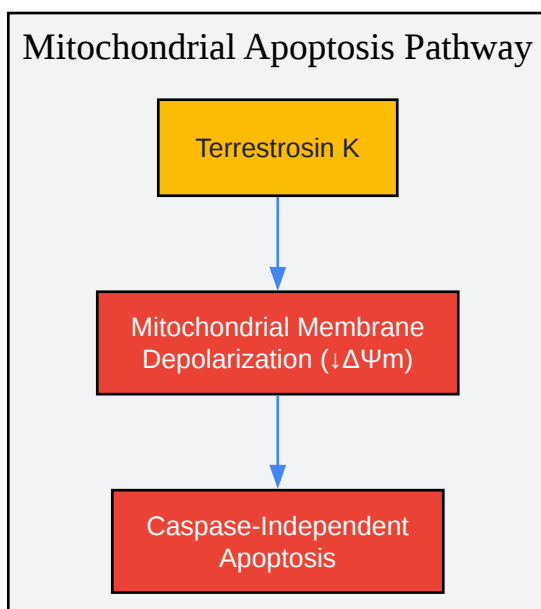 Mitochondrial Apoptosis Pathway
Terrestrosin K
Mitochondrial Membrane
Depolarization (↓ΔΨm)
Caspase-Independent
Apoptosis